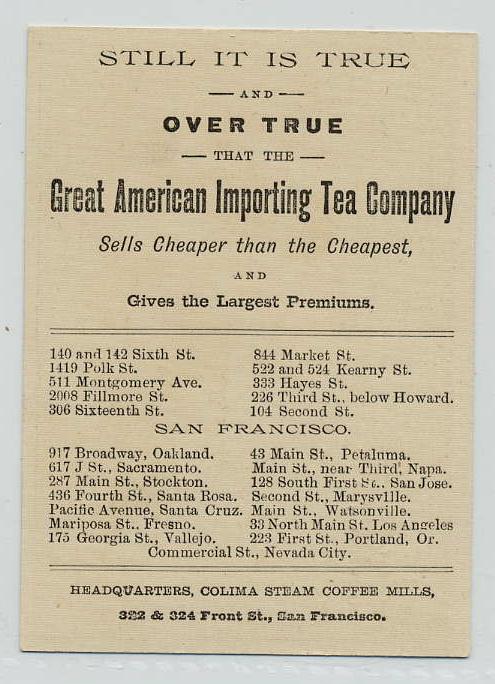 STILL IT IS TRUE
— AND —
OVER TRUE
— THAT THE —
Great American Importing Tea Company
Sells Cheaper than the Cheapest,
AND
Gives the Largest Premiums.
140 and 142 Sixth St. 844 Market St.
1419 Polk St. 522 and 524 Kearny St.
511 Montgomery Ave. 333 Hayes St.
2008 Fillmore St. 226 Third St., below Howard.
306 Sixteenth St. 104 Second St.
SAN FRANCISCO.
917 Broadway, Oakland. 43 Main St., Petaluma.
617 J St., Sacramento. Main St., near Third, Napa.
287 Main St., Stockton. 128 South First St., San Jose.
436 Fourth St., Santa Rosa. Second St., Marysville.
Pacific Avenue, Santa Cruz. Main St., Watsonville.
Mariposa St., Fresno. 33 North Main St. Los Angeles
175 Georgia St., Vallejo. 223 First St., Portland, Or.
Commercial St., Nevada City.
HEADQUARTERS, COLIMA STEAM COFFEE MILLS,
322 & 324 Front St., San Francisco.